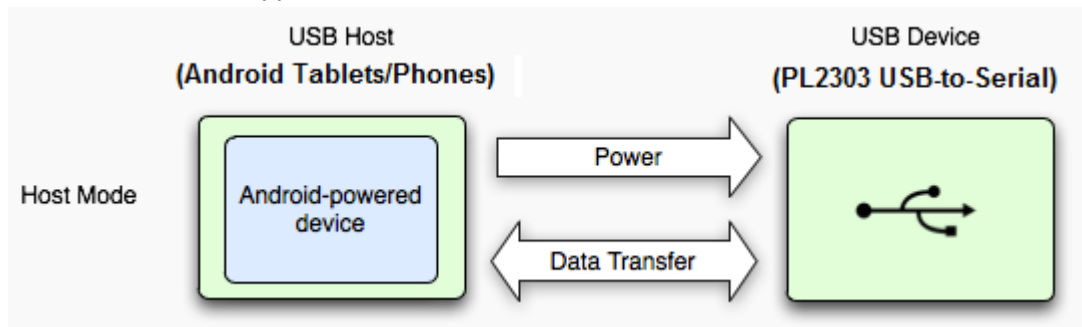 USB Host
(Android Tablets/Phones)
USB Device
(PL2303 USB-to-Serial)
Host Mode
Android-powered
device
Power
Data Transfer